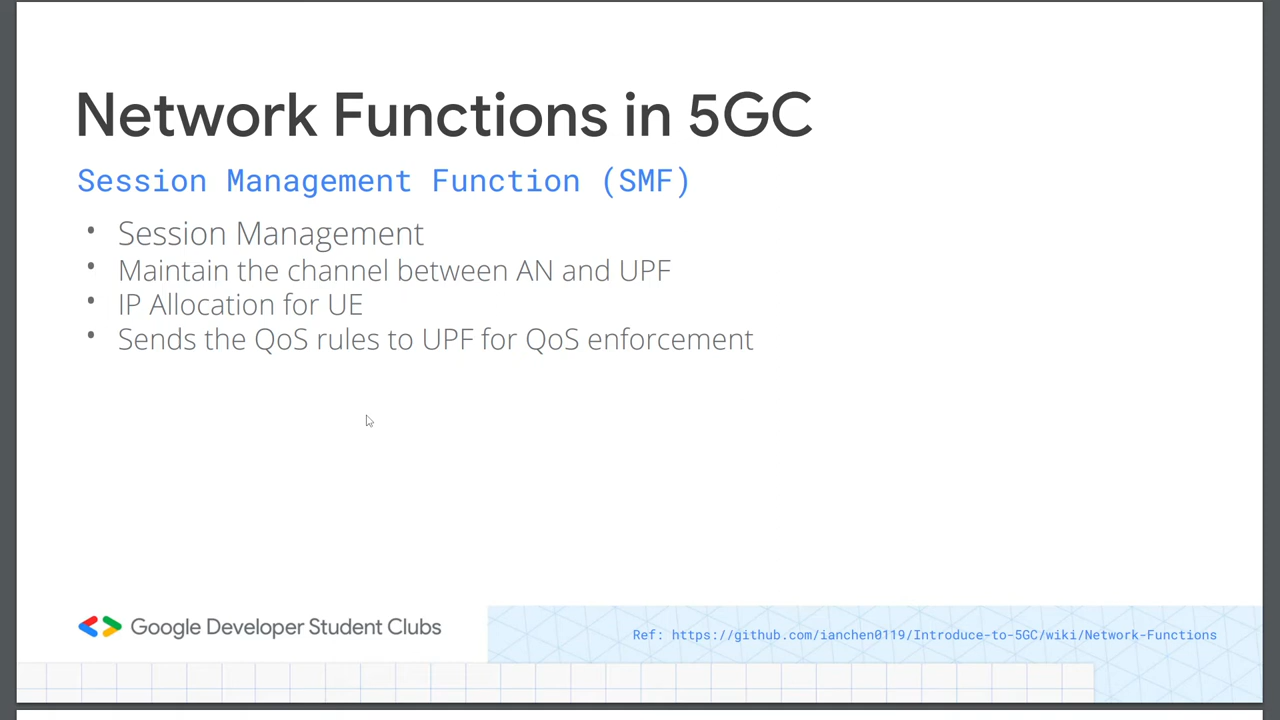 Network Functions in 5GC
Session Management Function (SMF)
• Session Management
• Maintain the channel between AN and UPF
• IP Allocation for UE
• Sends the QoS rules to UPF for QoS enforcement
Google Developer Student Clubs
Ref: https://github.com/ianchen0119/Introduce-to-5GC/wiki/Network-Functions